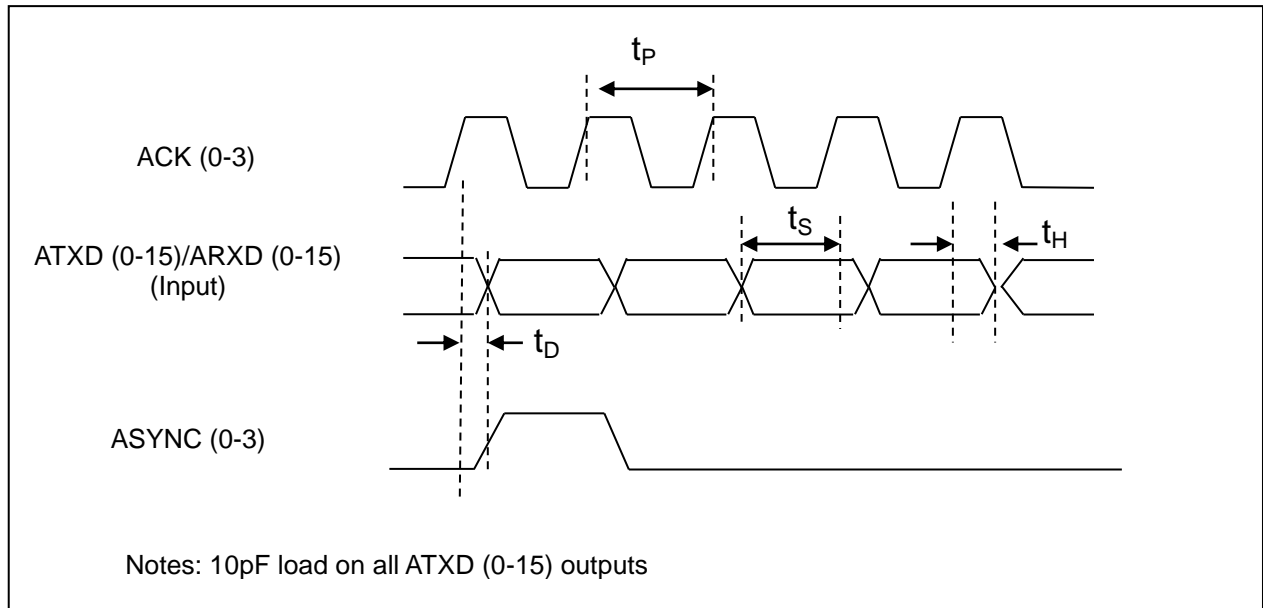 tP
ACK (0-3)
tS
tH
ATXD (0-15)/ARXD (0-15)
(Input)
tD
ASYNC (0-3)
Notes: 10pF load on all ATXD (0-15) outputs